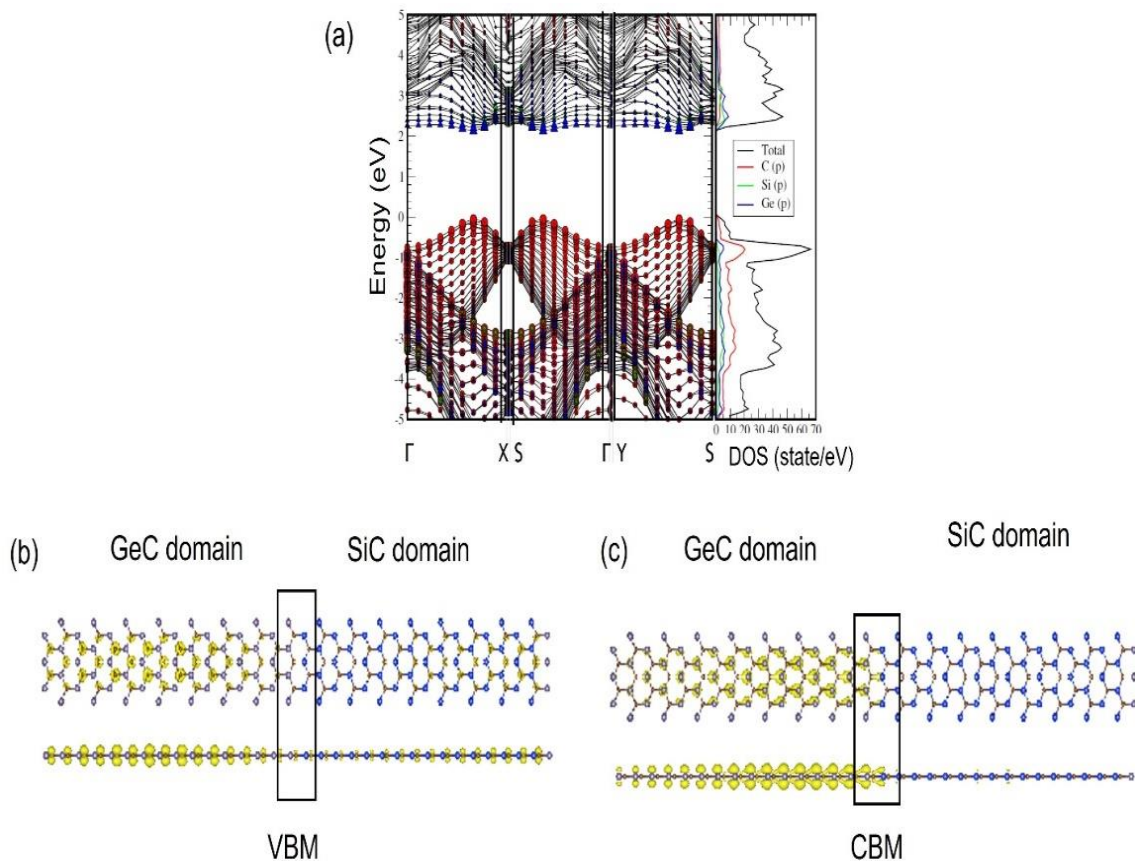 (a)
5
4
3
2
1
0
-1
-2
-3
-4
-5
Energy (eV)
Total
C (p)
Si (p)
Ge (p)
0 10 20 30 40 50 60 70
Γ X S Γ Y S DOS (state/eV)
(b) GeC domain SiC domain
(c) GeC domain SiC domain
VBM
CBM